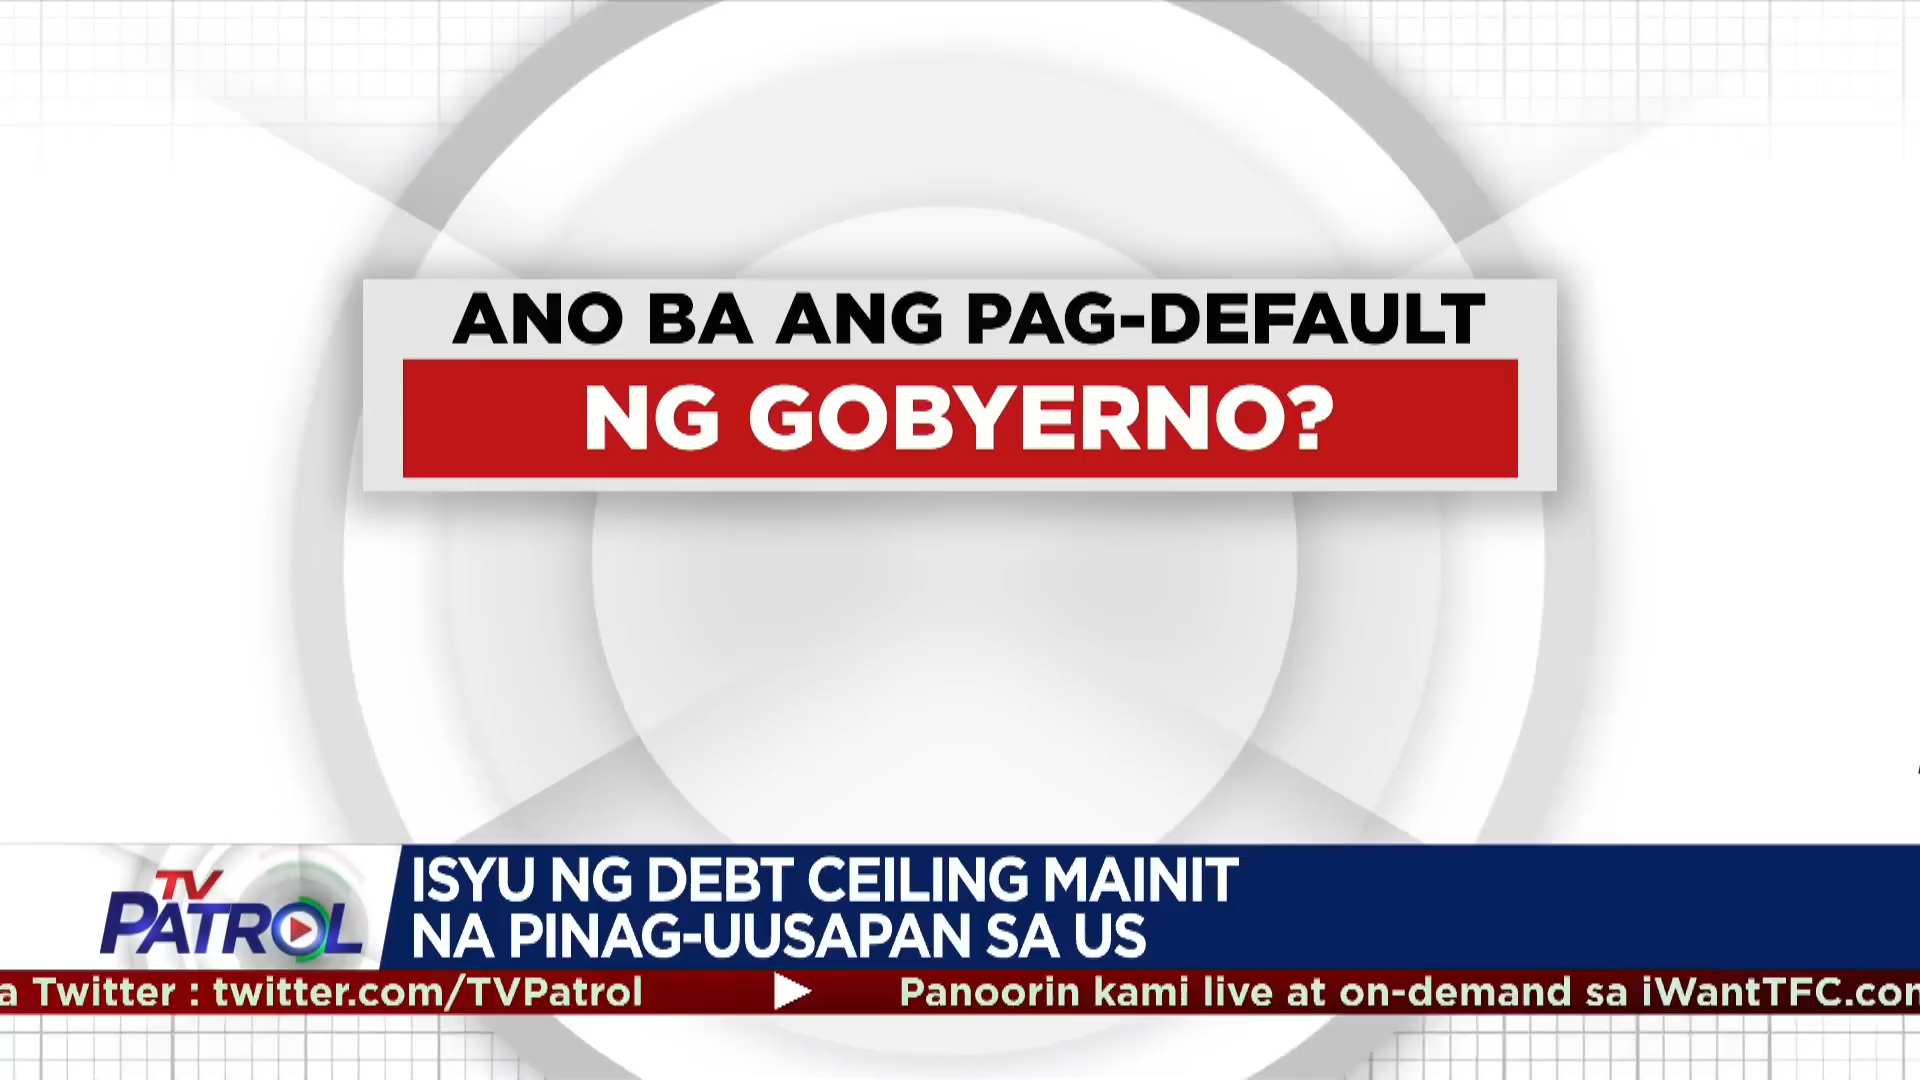 ANO BA ANG PAG-DEFAULT
NG GOBYERNO?
TV
PATROL
ISYU NG DEBT CEILING MAINIT
NA PINAG-UUSAPAN SA US
a Twitter : twitter.com/TVPatrol Panoorin kami live at on-demand sa iWantTFC.com